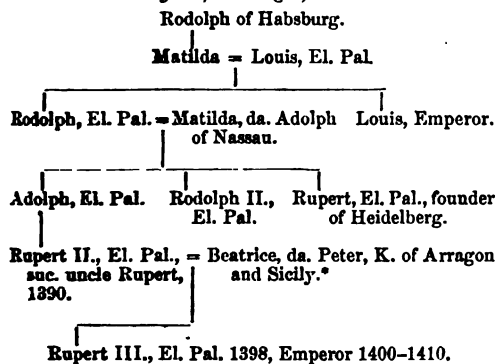 Rodolph of Habsburg.
Matilda = Louis, El. Pal.
Rodolph, El. Pal. = Matilda, da. Adolph
of Nassau.
Louis, Emperor.
Adolph, El. Pal.
Rodolph II.,
El. Pal.
Rupert, El. Pal., founder
of Heidelberg.
Rupert II., El. Pal., = Beatrice, da. Peter, K. of Arragon
suc. uncle Rupert,
1390.
and Sicily.*
Rupert III., El. Pal. 1398, Emperor 1400–1410.